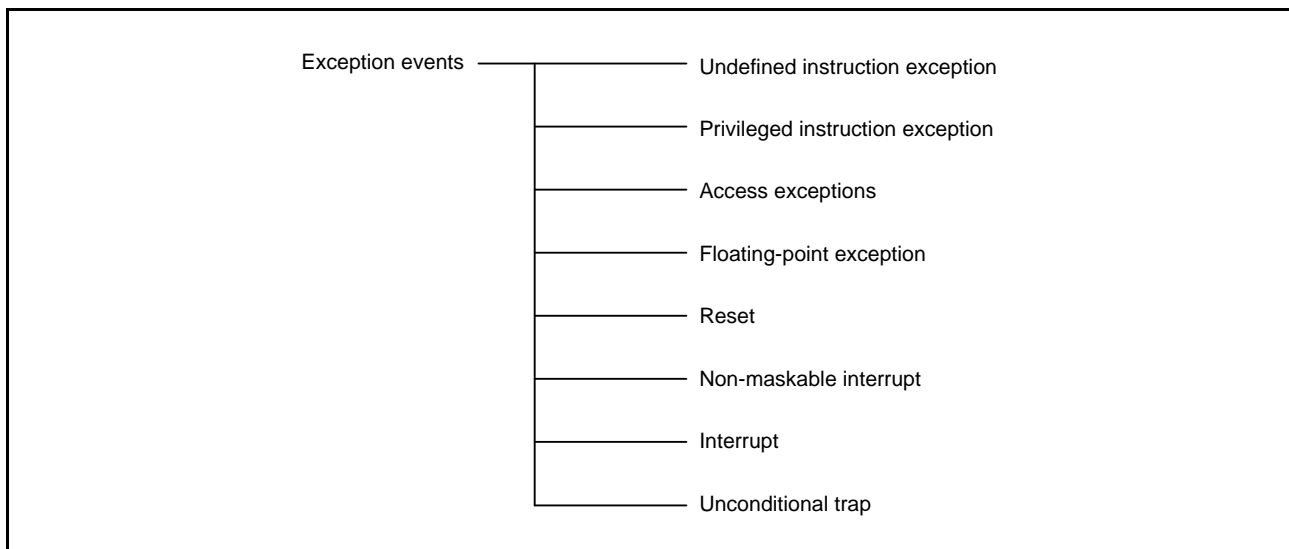 Exception events
Undefined instruction exception
Privileged instruction exception
Access exceptions
Floating-point exception
Reset
Non-maskable interrupt
Interrupt
Unconditional trap